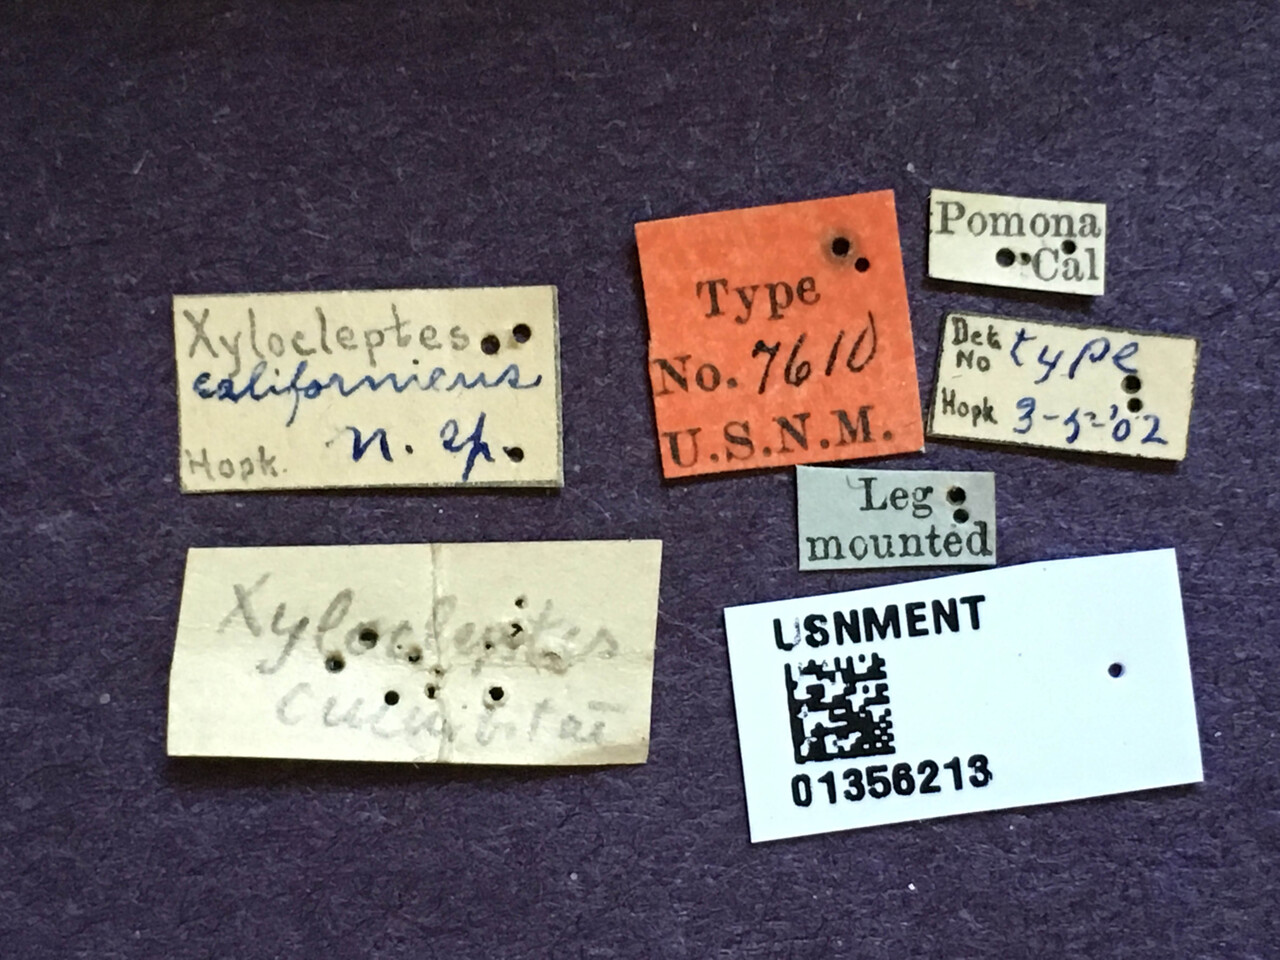 Xylocleptes
californicus
Hopk. n. sp.
Type
No. 7610
U.S.N.M.
Pomona
Cal
Det. No type
Hopk 3-5-'02
Leg
mounted
Xylocleptes
cucurbitae
USNMENT
01356213